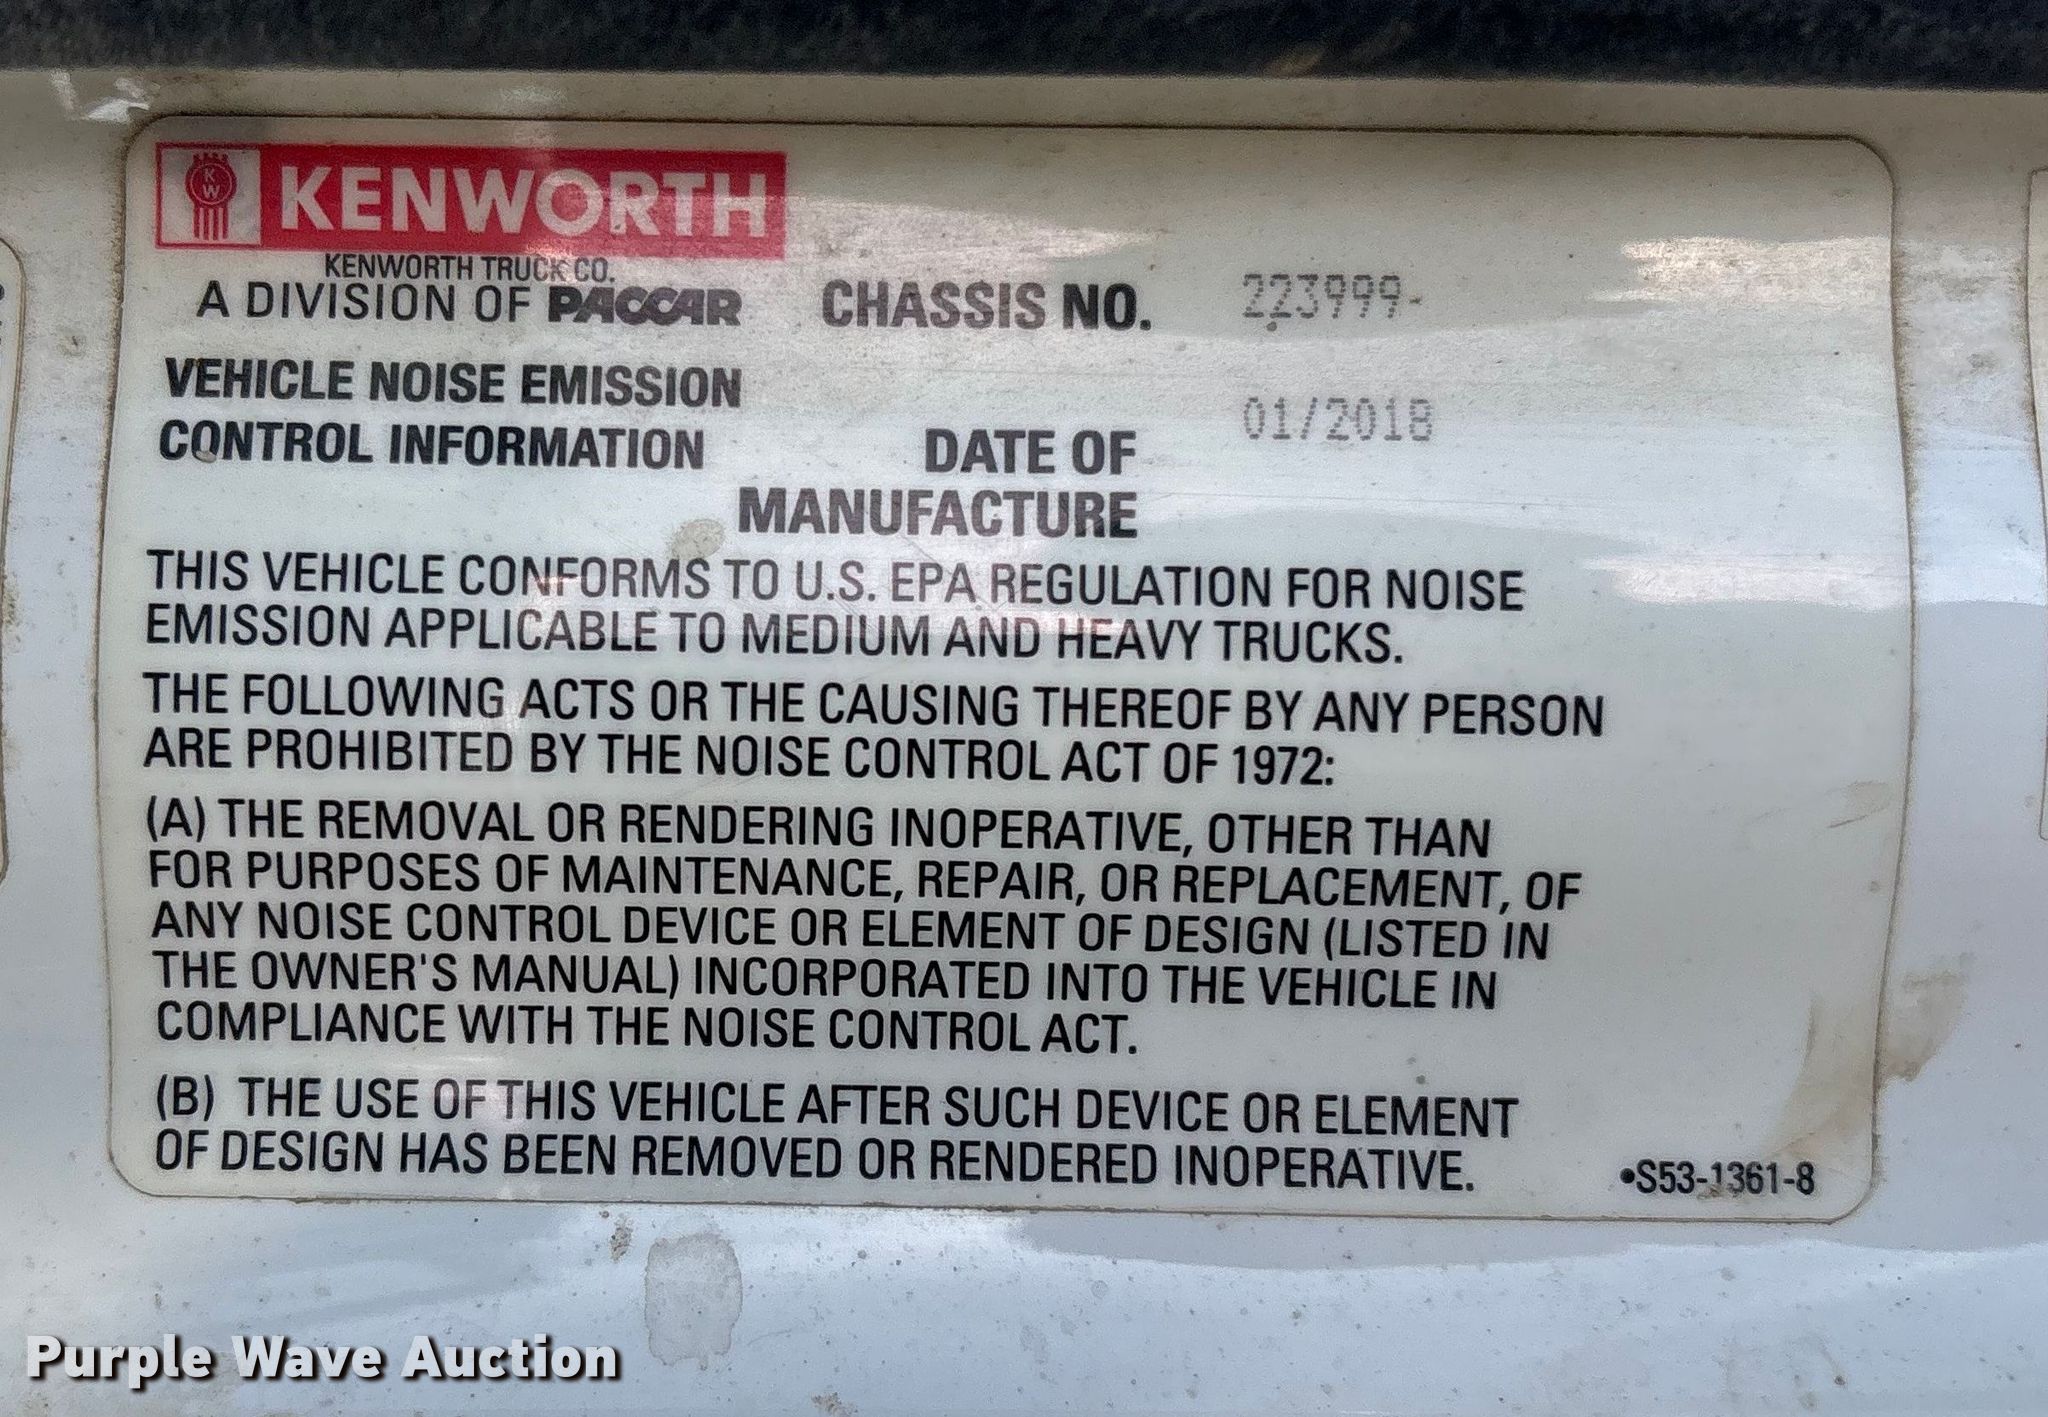 KW KENWORTH
KENWORTH TRUCK CO.
A DIVISION OF PACCAR CHASSIS NO. 223999
VEHICLE NOISE EMISSION
CONTROL INFORMATION
DATE OF MANUFACTURE 01/2018
THIS VEHICLE CONFORMS TO U.S. EPA REGULATION FOR NOISE
EMISSION APPLICABLE TO MEDIUM AND HEAVY TRUCKS.
THE FOLLOWING ACTS OR THE CAUSING THEREOF BY ANY PERSON
ARE PROHIBITED BY THE NOISE CONTROL ACT OF 1972:
(A) THE REMOVAL OR RENDERING INOPERATIVE, OTHER THAN
FOR PURPOSES OF MAINTENANCE, REPAIR, OR REPLACEMENT, OF
ANY NOISE CONTROL DEVICE OR ELEMENT OF DESIGN (LISTED IN
THE OWNER'S MANUAL) INCORPORATED INTO THE VEHICLE IN
COMPLIANCE WITH THE NOISE CONTROL ACT.
(B) THE USE OF THIS VEHICLE AFTER SUCH DEVICE OR ELEMENT
OF DESIGN HAS BEEN REMOVED OR RENDERED INOPERATIVE. •S53-1361-8
Purple Wave Auction